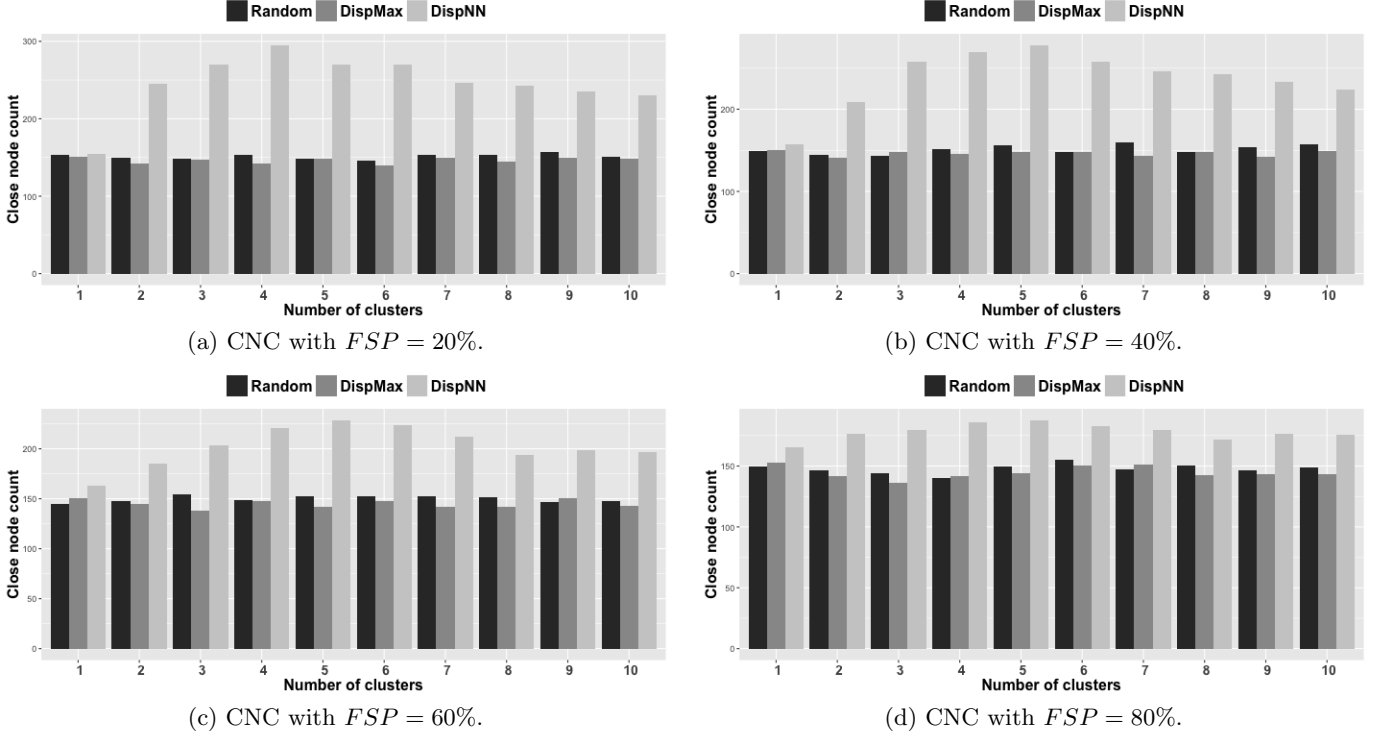 Random DispMax DispNN
Close node count
300
200
100
0
1 2 3 4 5 6 7 8 9 10
Number of clusters
(a) CNC with FSP = 20%.
Random DispMax DispNN
Close node count
200
100
0
1 2 3 4 5 6 7 8 9 10
Number of clusters
(b) CNC with FSP = 40%.
Random DispMax DispNN
Close node count
200
150
100
50
0
1 2 3 4 5 6 7 8 9 10
Number of clusters
(c) CNC with FSP = 60%.
Random DispMax DispNN
Close node count
150
100
50
0
1 2 3 4 5 6 7 8 9 10
Number of clusters
(d) CNC with FSP = 80%.